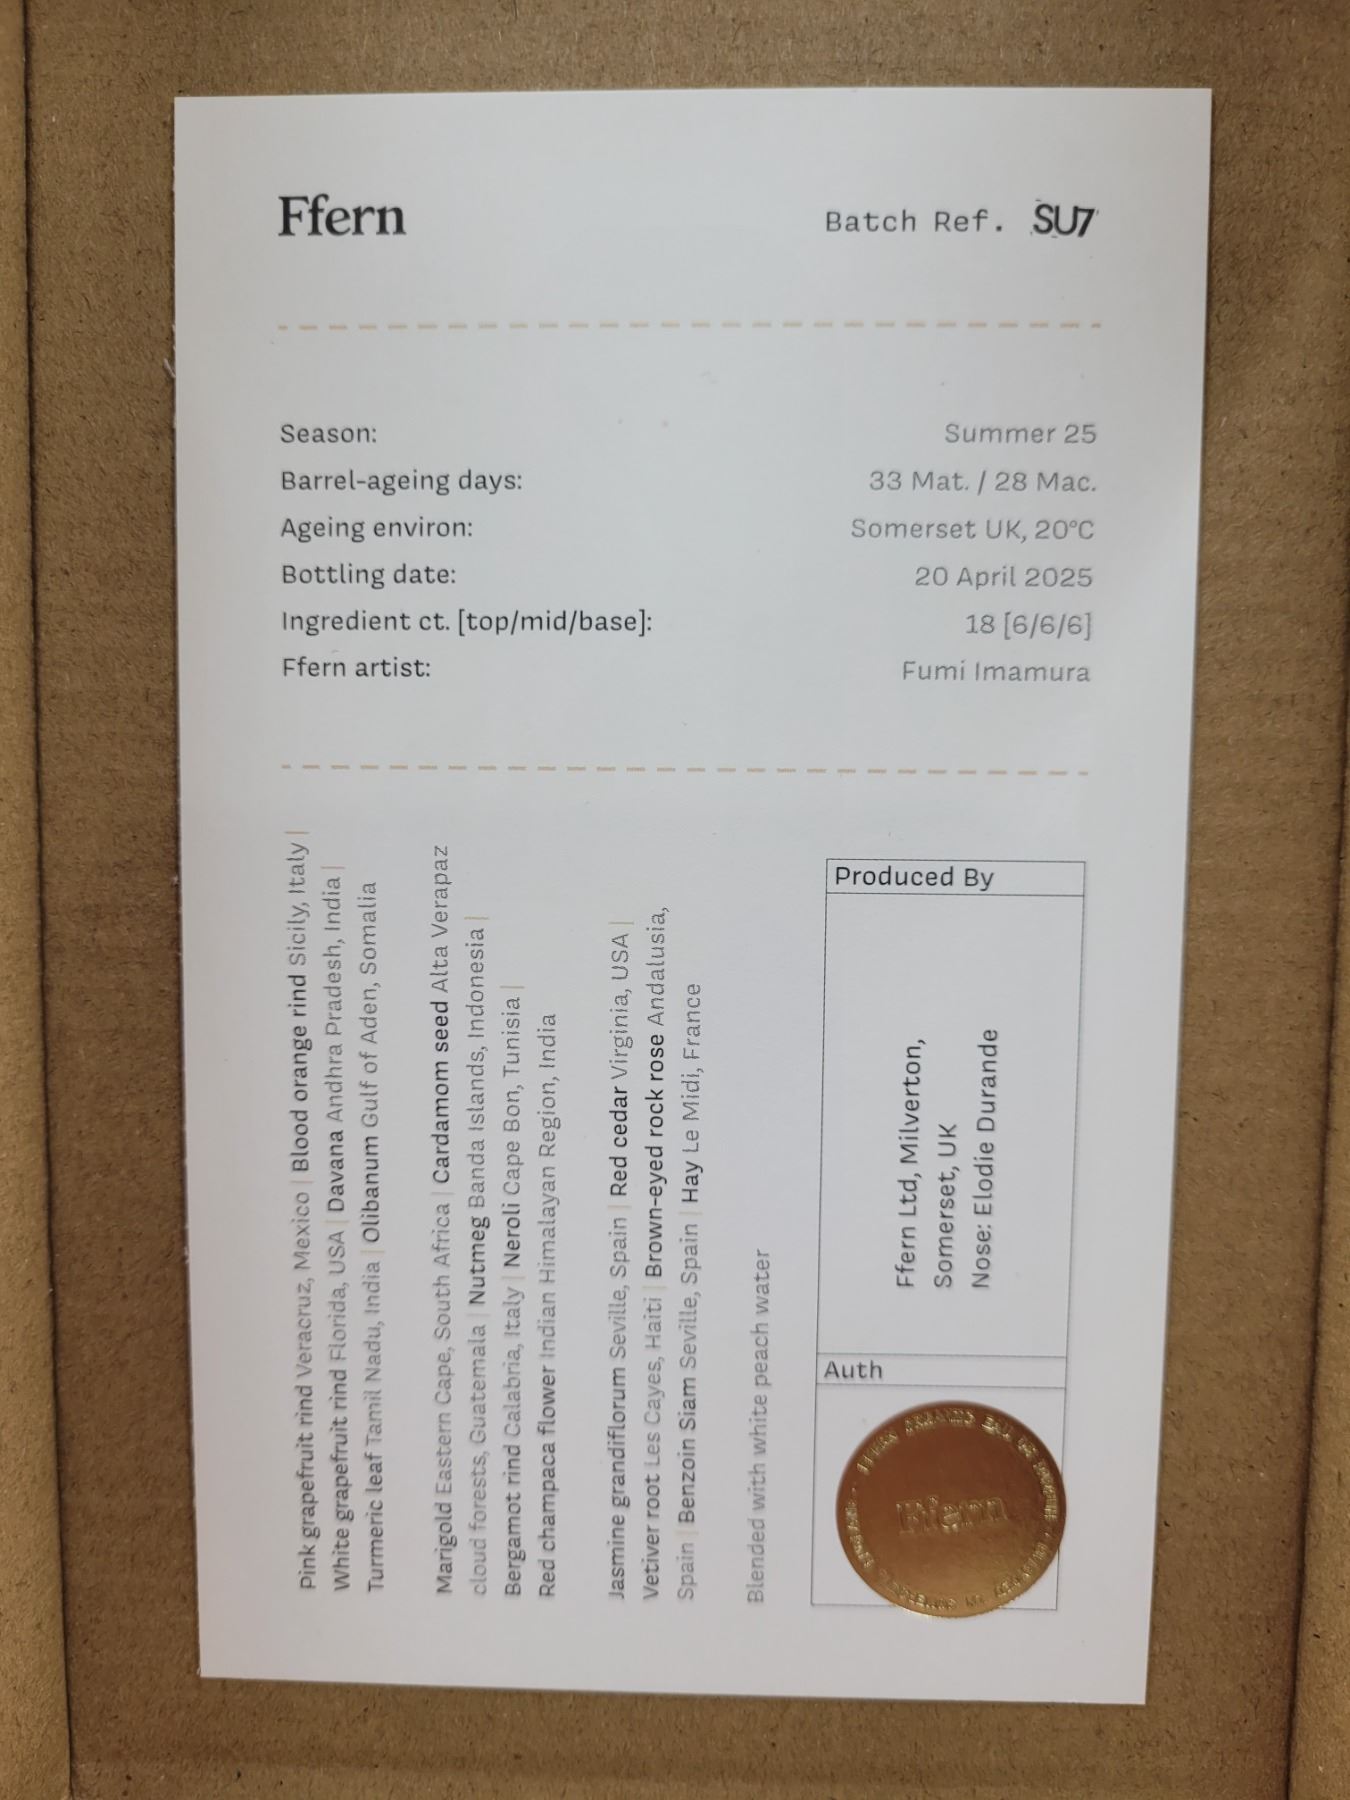 Ffern
Batch Ref. SU7
Season: Summer 25
Barrel-ageing days: 33 Mat. / 28 Mac.
Ageing environ: Somerset UK, 20°C
Bottling date: 20 April 2025
Ingredient ct. [top/mid/base]: 18 [6/6/6]
Ffern artist: Fumi Imamura
Pink grapefruit rind Veracruz, Mexico | Blood orange rind Sicily, Italy |
White grapefruit rind Florida, USA | Davana Andhra Pradesh, India |
Turmeric leaf Tamil Nadu, India | Olibanum Gulf of Aden, Somalia
Marigold Eastern Cape, South Africa | Cardamom seed Alta Verapaz
cloud forests, Guatemala | Nutmeg Banda Islands, Indonesia |
Bergamot rind Calabria, Italy | Neroli Cape Bon, Tunisia |
Red champaca flower Indian Himalayan Region, India
Jasmine grandiflorum Seville, Spain | Red cedar Virginia, USA |
Vetiver root Les Cayes, Haiti | Brown-eyed rock rose Andalusia,
Spain | Benzoin Siam Seville, Spain | Hay Le Midi, France
Blended with white peach water
Produced By
Ffern Ltd, Milverton,
Somerset, UK
Nose: Elodie Durande
Auth
Ffern